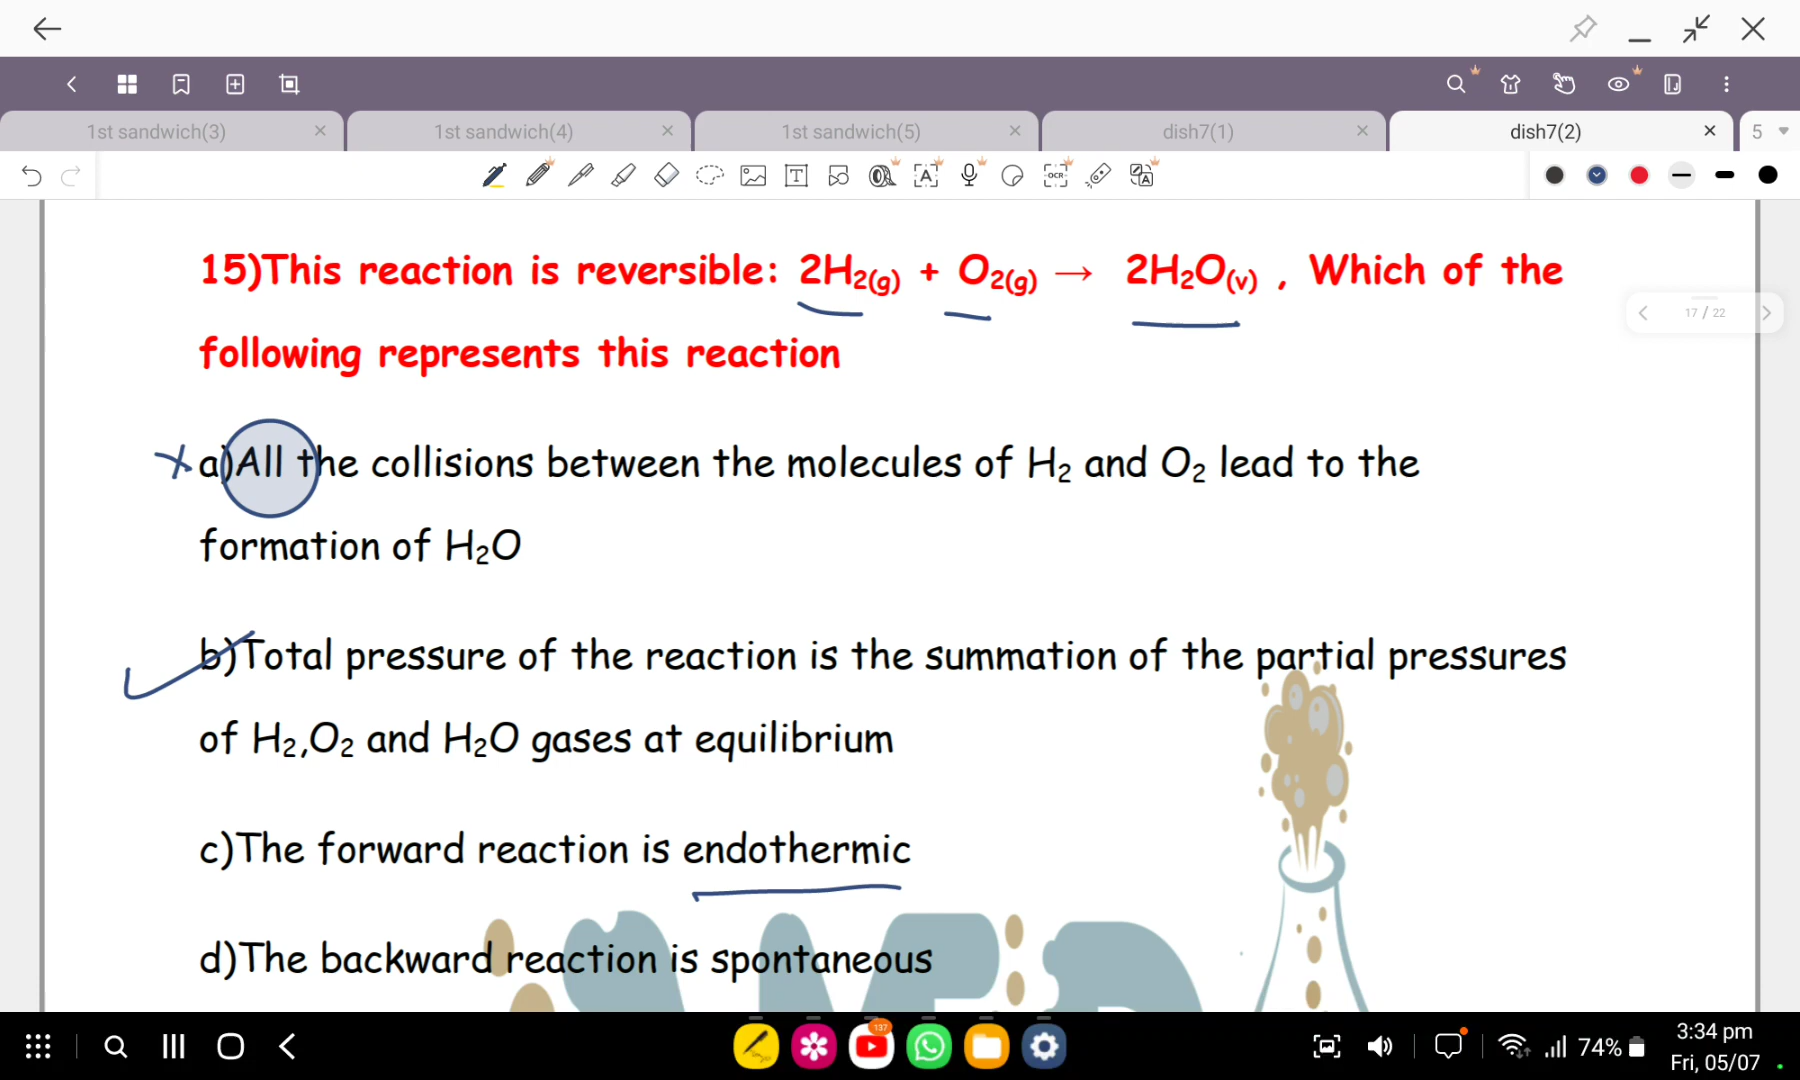 1st sandwich(3) 1st sandwich(4) 1st sandwich(5) dish7(1) dish7(2) 5
OCR
15)This reaction is reversible: 2H₂(g) + O₂(g) → 2H₂O(v) , Which of the
17 / 22
following represents this reaction
a)All the collisions between the molecules of H₂ and O₂ lead to the
formation of H₂O
b)Total pressure of the reaction is the summation of the partial pressures
of H₂,O₂ and H₂O gases at equilibrium
c)The forward reaction is endothermic
d)The backward reaction is spontaneous
137
74%
3:34 pm
Fri, 05/07